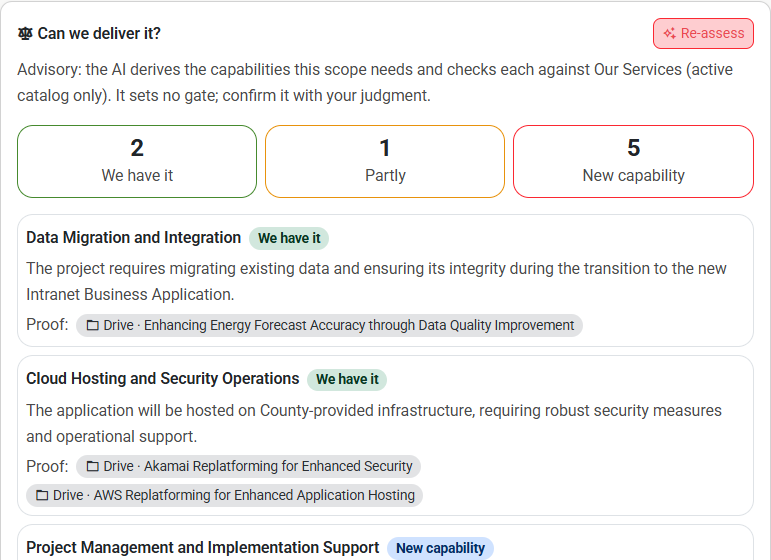 Can we deliver it?
Re-assess
Advisory: the AI derives the capabilities this scope needs and checks each against Our Services (active
catalog only). It sets no gate; confirm it with your judgment.
2
We have it
1
Partly
5
New capability
Data Migration and Integration We have it
The project requires migrating existing data and ensuring its integrity during the transition to the new
Intranet Business Application.
Proof: Drive · Enhancing Energy Forecast Accuracy through Data Quality Improvement
Cloud Hosting and Security Operations We have it
The application will be hosted on County-provided infrastructure, requiring robust security measures
and operational support.
Proof: Drive · Akamai Replatforming for Enhanced Security
Drive · AWS Replatforming for Enhanced Application Hosting
Project Management and Implementation Support New capability